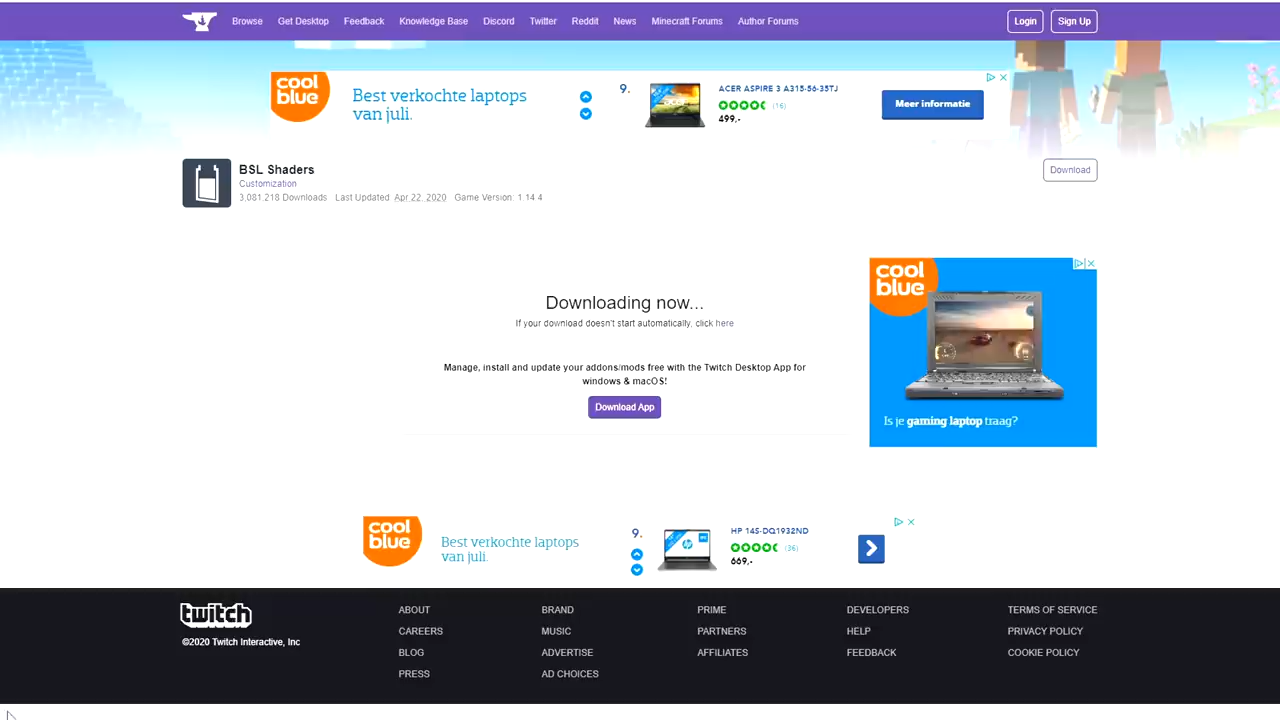 Browse Get Desktop Feedback Knowledge Base Discord Twitter Reddit News Minecraft Forums Author Forums Login Sign Up
cool
blue
Best verkochte laptops
van juli.
9.
ACER ASPIRE 3 A315-56-35TJ
(16)
499,-
Meer informatie
BSL Shaders
Customization
3,081,218 Downloads Last Updated Apr 22, 2020 Game Version: 1.14.4
Download
Downloading now...
If your download doesn't start automatically, click here
Manage, install and update your addons/mods free with the Twitch Desktop App for
windows & macOS!
Download App
cool
blue
Is je gaming laptop traag?
cool
blue
Best verkochte laptops
van juli.
9.
HP 14S-DQ1932ND
(36)
669,-
twitch
©2020 Twitch Interactive, Inc
ABOUT BRAND PRIME DEVELOPERS TERMS OF SERVICE
CAREERS MUSIC PARTNERS HELP PRIVACY POLICY
BLOG ADVERTISE AFFILIATES FEEDBACK COOKIE POLICY
PRESS AD CHOICES